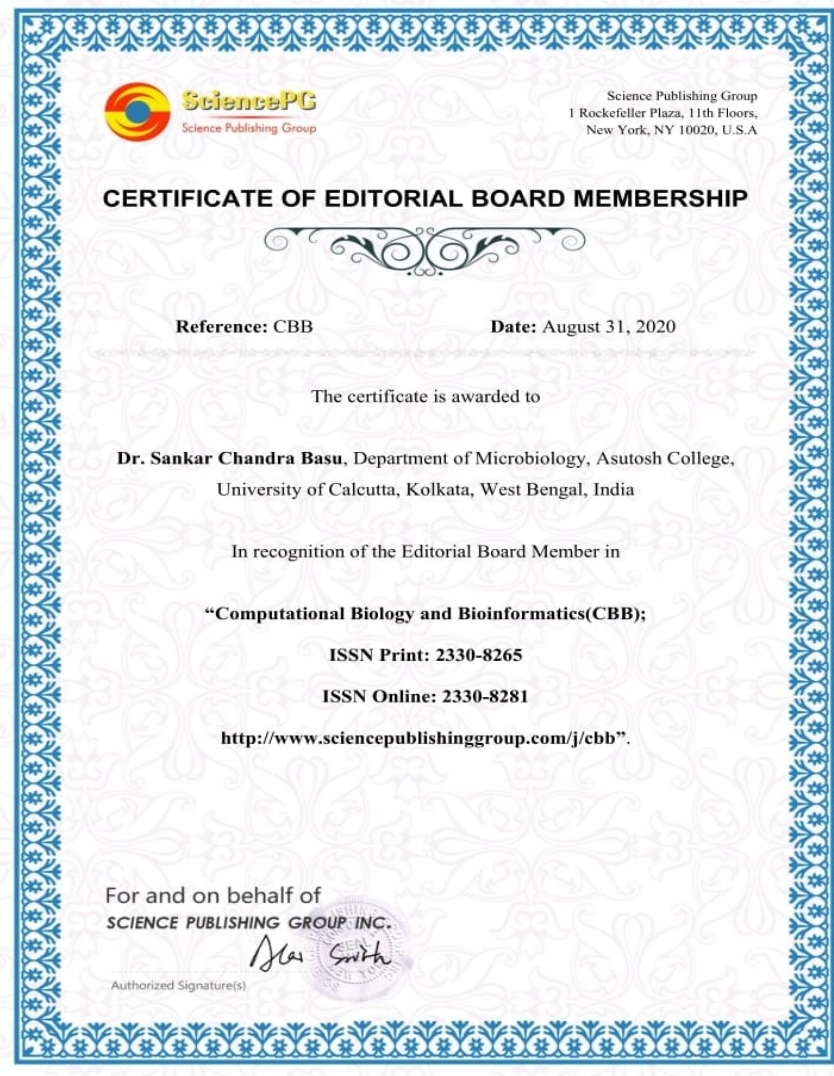 SciencePG
Science Publishing Group
Science Publishing Group
1 Rockefeller Plaza, 11th Floors,
New York, NY 10020, U.S.A
CERTIFICATE OF EDITORIAL BOARD MEMBERSHIP
Reference: CBB Date: August 31, 2020
The certificate is awarded to
Dr. Sankar Chandra Basu, Department of Microbiology, Asutosh College,
University of Calcutta, Kolkata, West Bengal, India
In recognition of the Editorial Board Member in
“Computational Biology and Bioinformatics(CBB);
ISSN Print: 2330-8265
ISSN Online: 2330-8281
http://www.sciencepublishinggroup.com/j/cbb”.
For and on behalf of
SCIENCE PUBLISHING GROUP INC.
Smith
Authorized Signature(s)